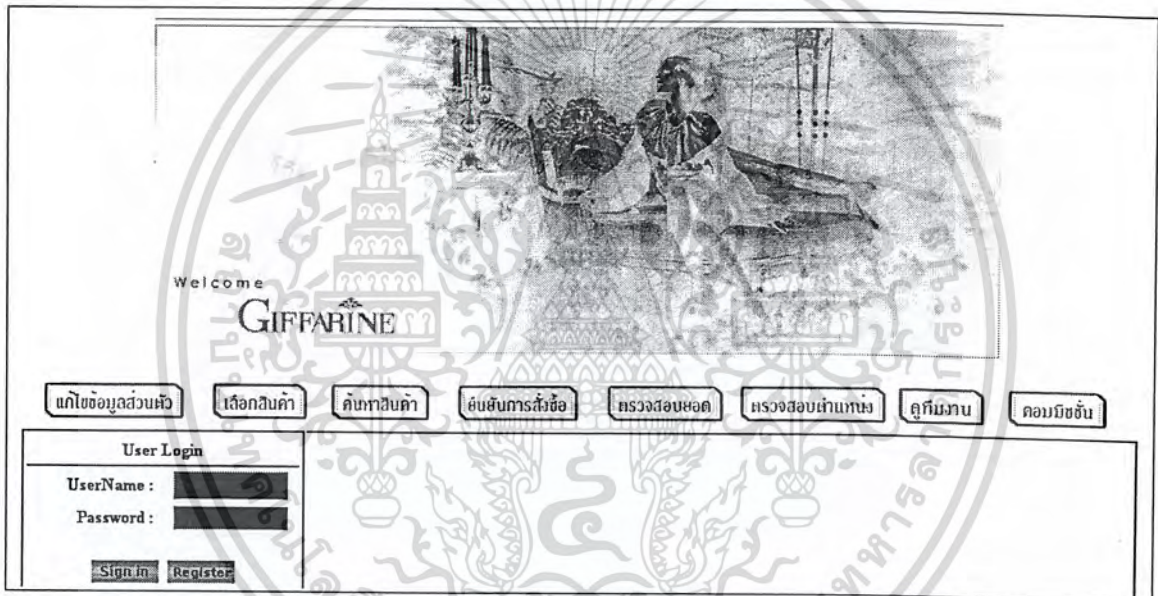 Welcome
GIFFARINE
แก้ไขข้อมูลส่วนตัว เลือกสินค้า ค้นหาสินค้า ยืนยันการสั่งซื้อ ตรวจสอบยอด ตรวจสอบตำแหน่ง ดูทีมงาน คอมมิชชั่น
User Login
UserName :
Password :
Sign in Register